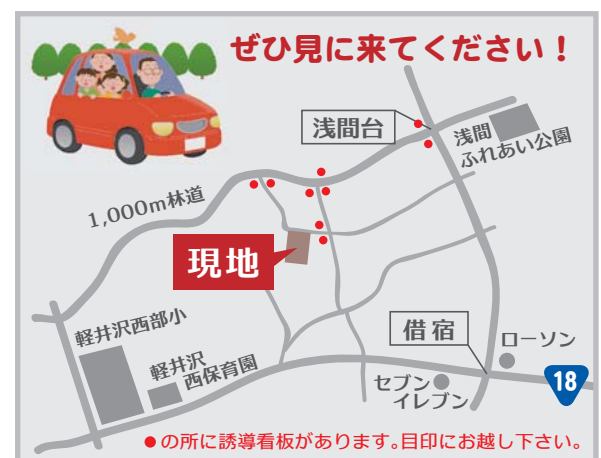 ぜひ見に来てください！
浅間台
浅間
ふれあい公園
1,000m林道
現地
軽井沢西部小
軽井沢
西保育園
借宿
ローソン
セブン
イレブン
18
●の所に誘導看板があります。目印にお越し下さい。